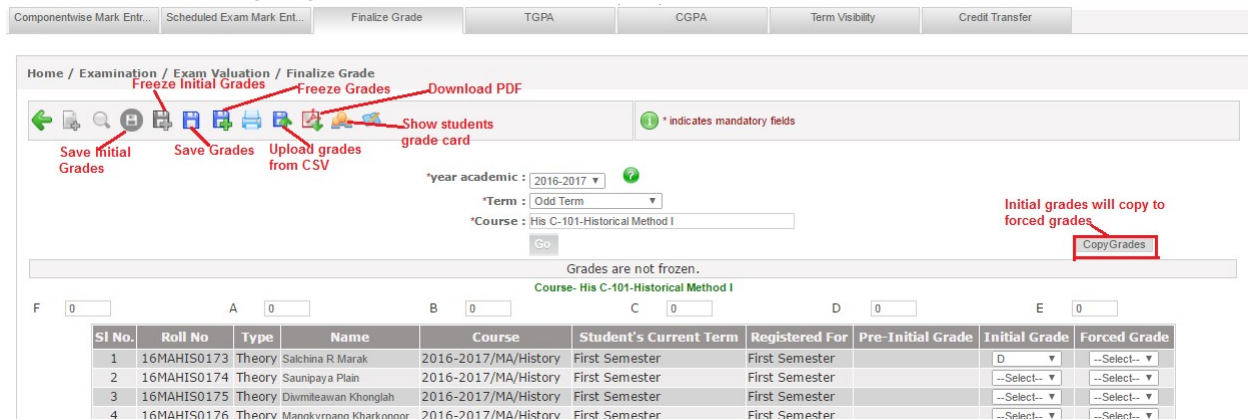 Componentwise Mark Entr... Scheduled Exam Mark Ent... Finalize Grade TGPA CGPA Term Visibility Credit Transfer
Home / Examination / Exam Valuation / Finalize Grade
Freeze Initial Grades Freeze Grades Download PDF
* indicates mandatory fields
Save Initial Grades
Save Grades
Upload grades from CSV
Show students grade card
*year academic : 2016-2017
*Term : Odd Term
*Course : His C-101-Historical Method I
Go
Initial grades will copy to forced grades
CopyGrades
Grades are not frozen.
Course- His C-101-Historical Method I
F 0 A 0 B 0 C 0 D 0 E 0
Sl No. Roll No Type Name Course Student's Current Term Registered For Pre-Initial Grade Initial Grade Forced Grade
1 16MAHIS0173 Theory Salchina R Marak 2016-2017/MA/History First Semester First Semester D --Select--
2 16MAHIS0174 Theory Saunipaya Plain 2016-2017/MA/History First Semester First Semester --Select-- --Select--
3 16MAHIS0175 Theory Diwmiteawan Khonglah 2016-2017/MA/History First Semester First Semester --Select-- --Select--
4 16MAHIS0176 Theory Mangkyrpang Kharkongor 2016-2017/MA/History First Semester First Semester --Select-- --Select--